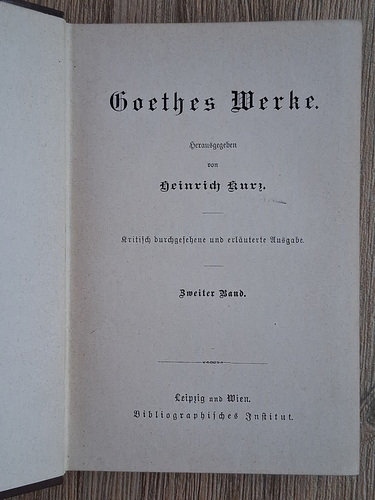 Goethes Werke.
Herausgegeben
von
Heinrich Kurz.
Kritisch durchgesehene und erläuterte Ausgabe.
Zweiter Band.
Leipzig und Wien.
Bibliographisches Institut.